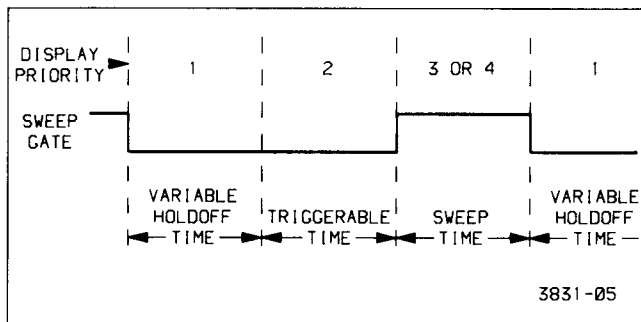 DISPLAY
PRIORITY
1 2 3 OR 4 1
SWEEP
GATE
VARIABLE
HOLDOFF
TIME
TRIGGERABLE
TIME
SWEEP
TIME
VARIABLE
HOLDOFF
TIME
3831-05